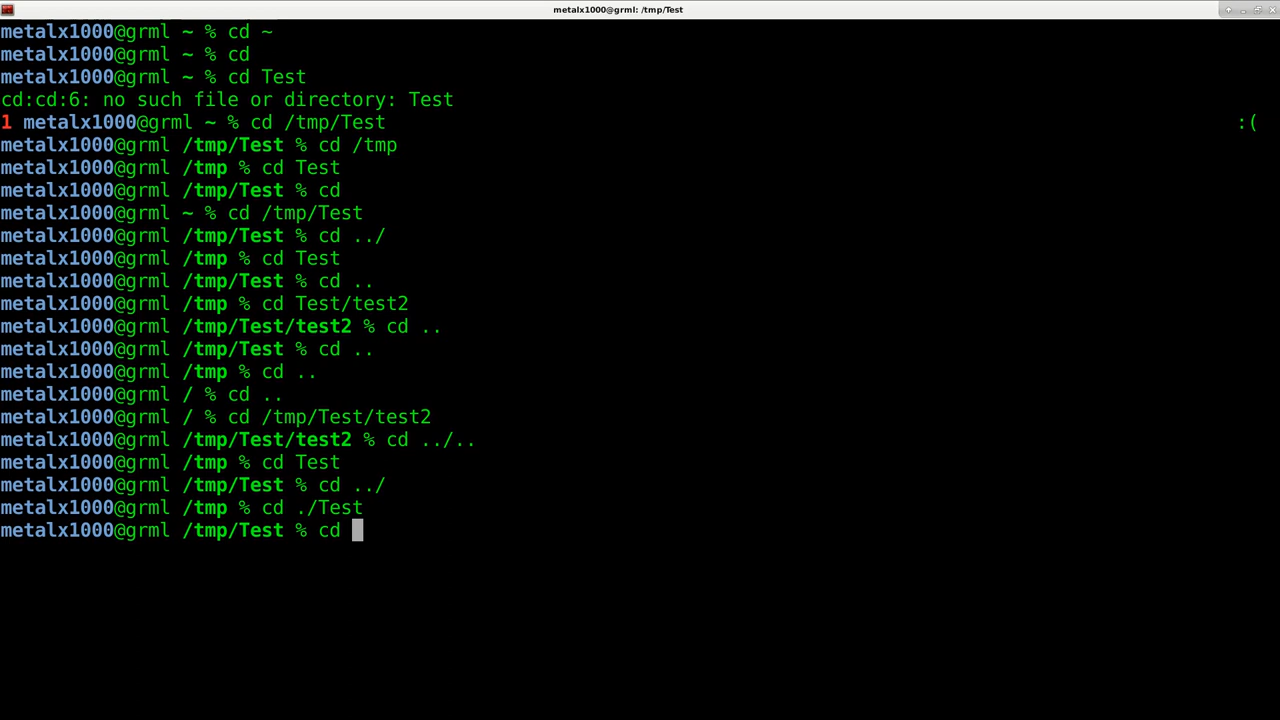 metalx1000@grml: /tmp/Test
metalx1000@grml ~ % cd ~
metalx1000@grml ~ % cd
metalx1000@grml ~ % cd Test
cd:cd:6: no such file or directory: Test
1 metalx1000@grml ~ % cd /tmp/Test :(
metalx1000@grml /tmp/Test % cd /tmp
metalx1000@grml /tmp % cd Test
metalx1000@grml /tmp/Test % cd
metalx1000@grml ~ % cd /tmp/Test
metalx1000@grml /tmp/Test % cd ../
metalx1000@grml /tmp % cd Test
metalx1000@grml /tmp/Test % cd ..
metalx1000@grml /tmp % cd Test/test2
metalx1000@grml /tmp/Test/test2 % cd ..
metalx1000@grml /tmp/Test % cd ..
metalx1000@grml /tmp % cd ..
metalx1000@grml / % cd ..
metalx1000@grml / % cd /tmp/Test/test2
metalx1000@grml /tmp/Test/test2 % cd ../..
metalx1000@grml /tmp % cd Test
metalx1000@grml /tmp/Test % cd ../
metalx1000@grml /tmp % cd ./Test
metalx1000@grml /tmp/Test % cd